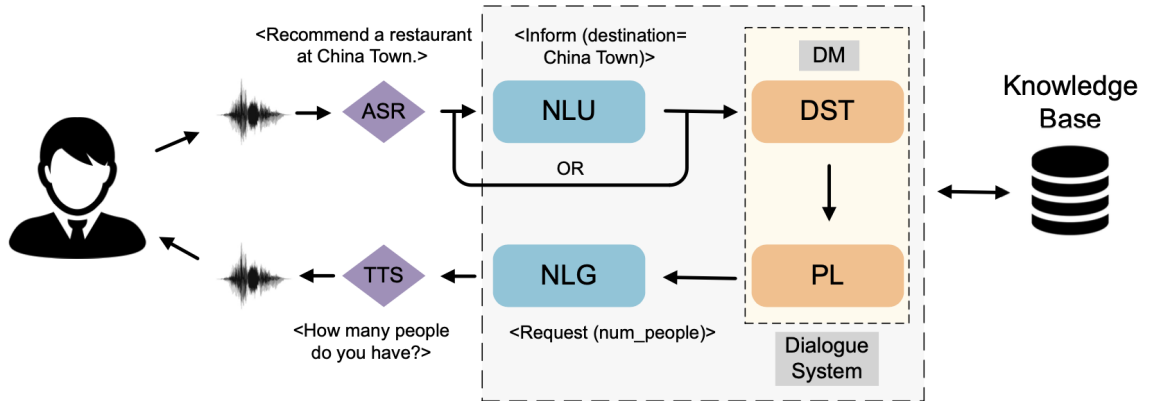 <Recommend a restaurant
at China Town.>
<Inform (destination=
China Town)>
DM
ASR
NLU
DST
Knowledge
Base
OR
TTS
NLG
PL
<How many people
do you have?>
<Request (num_people)>
Dialogue
System